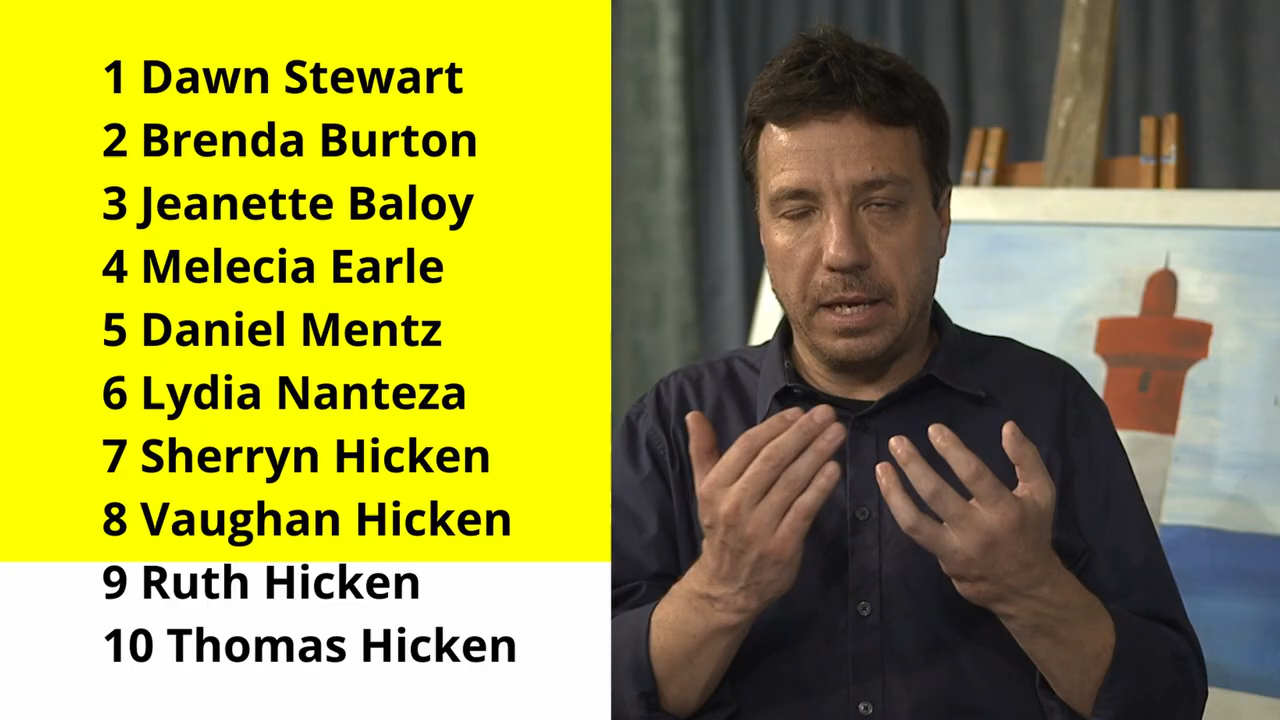 1 Dawn Stewart
2 Brenda Burton
3 Jeanette Baloy
4 Melecia Earle
5 Daniel Mentz
6 Lydia Nanteza
7 Sherryn Hicken
8 Vaughan Hicken
9 Ruth Hicken
10 Thomas Hicken